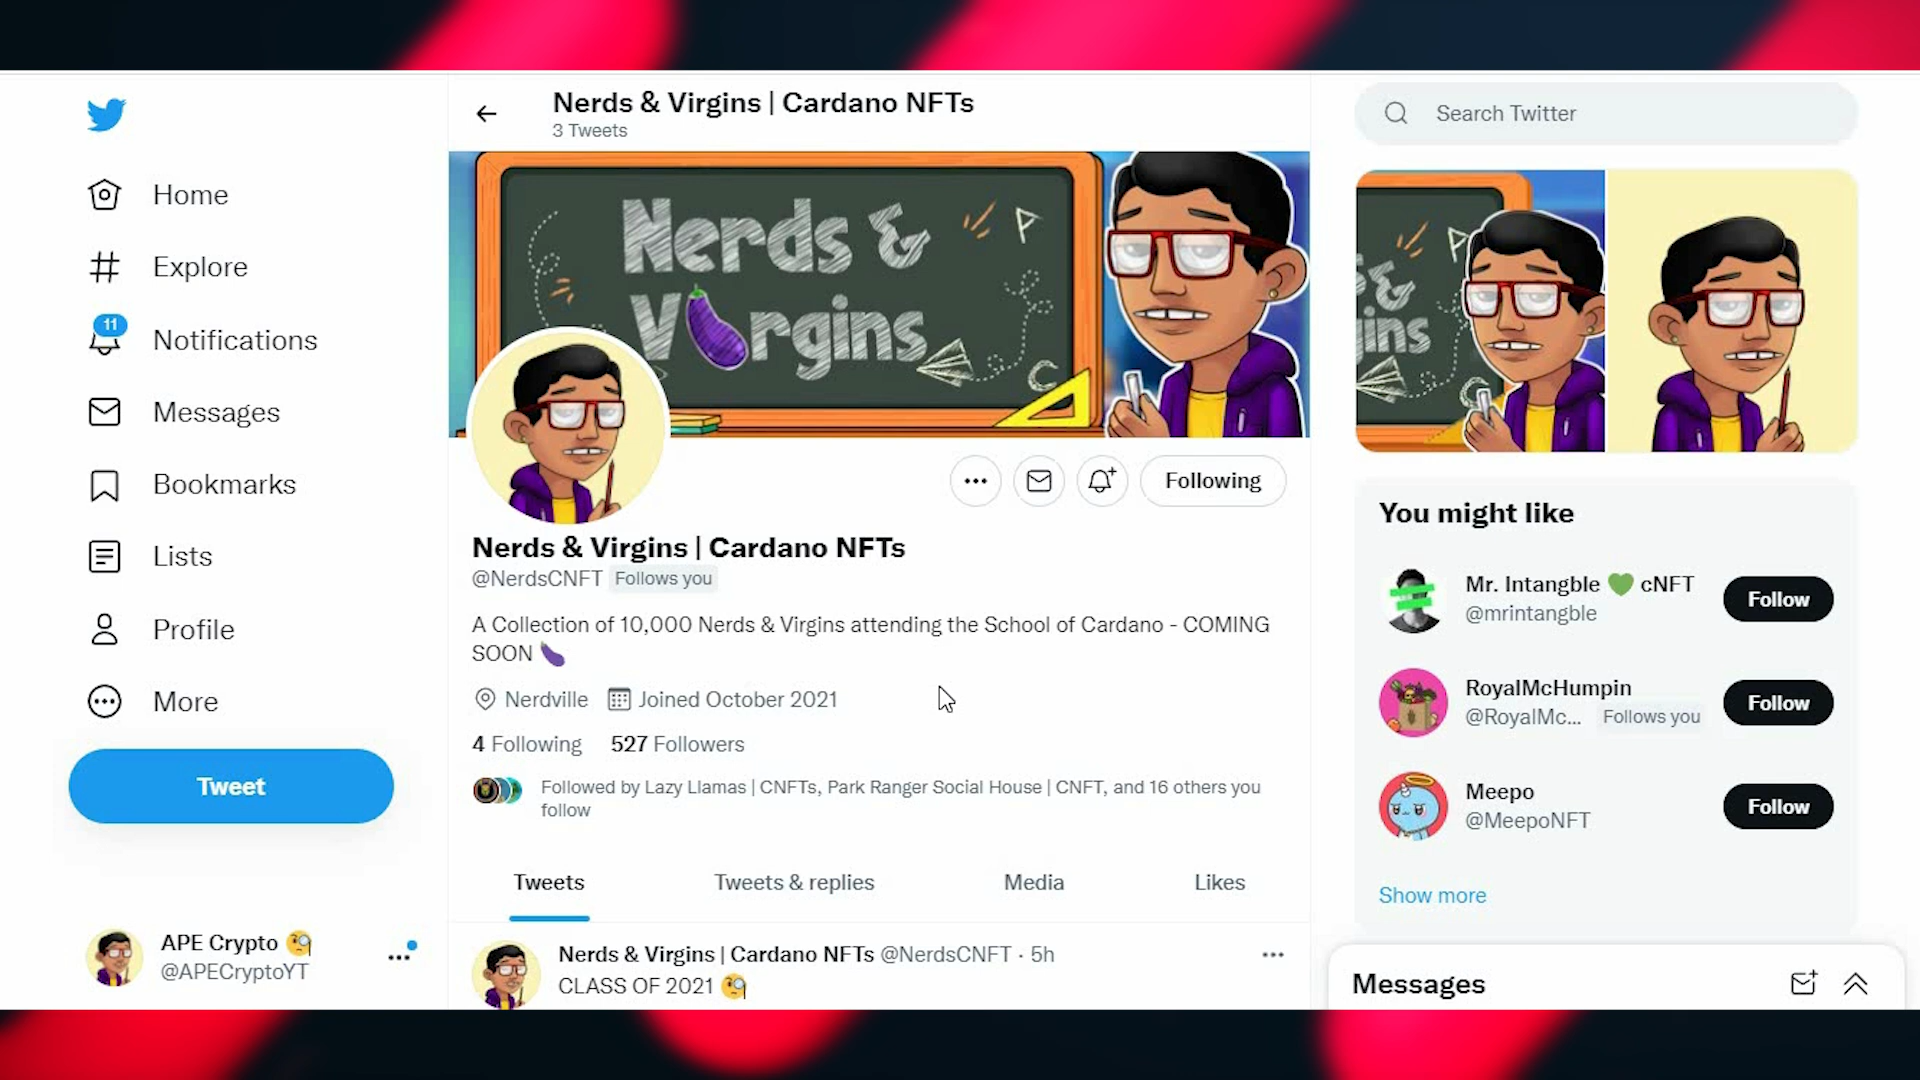 Home
Explore
11
Notifications
Messages
Bookmarks
Lists
Profile
More
Tweet
APE Crypto
@APECryptoYT
Nerds & Virgins | Cardano NFTs
3 Tweets
Nerds &
V🍆rgins
Following
Nerds & Virgins | Cardano NFTs
@NerdsCNFT Follows you
A Collection of 10,000 Nerds & Virgins attending the School of Cardano - COMING
SOON 🍆
Nerdville Joined October 2021
4 Following 527 Followers
Followed by Lazy Llamas | CNFTs, Park Ranger Social House | CNFT, and 16 others you
follow
Tweets Tweets & replies Media Likes
Nerds & Virgins | Cardano NFTs @NerdsCNFT · 5h
CLASS OF 2021 🧐
Search Twitter
You might like
Mr. Intangble 💚 cNFT
@mrintangble
Follow
RoyalMcHumpin
@RoyalMc... Follows you
Follow
Meepo
@MeepoNFT
Follow
Show more
Messages